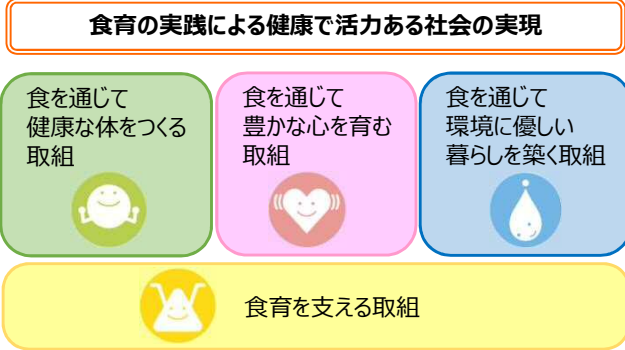 食育の実践による健康で活力ある社会の実現
食を通じて
健康な体をつくる
取組
食を通じて
豊かな心を育む
取組
食を通じて
環境に優しい
暮らしを築く取組
食育を支える取組